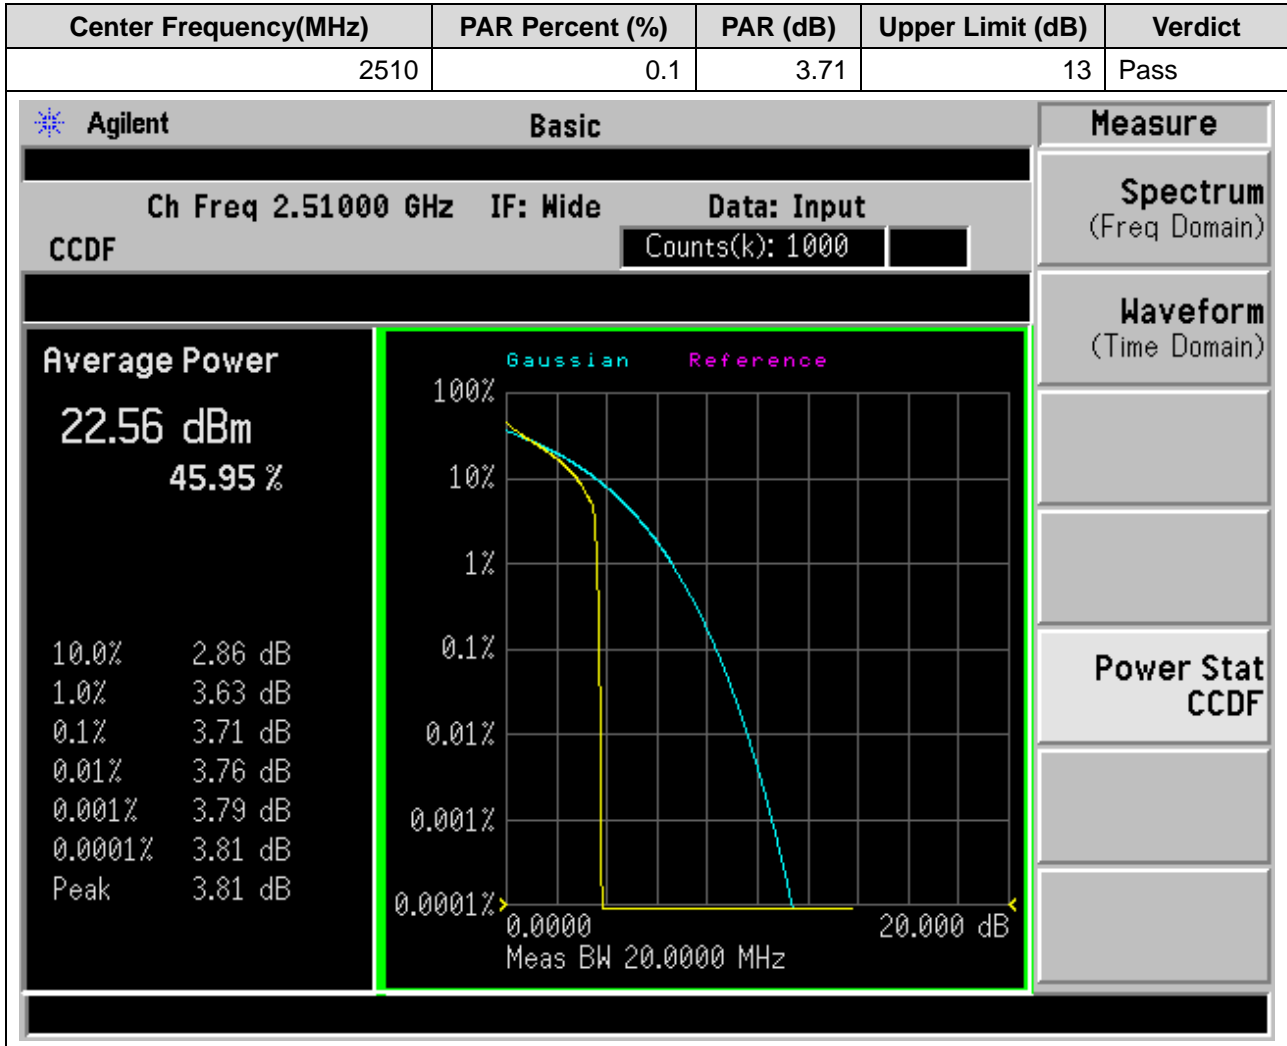 Center Frequency(MHz) PAR Percent (%) PAR (dB) Upper Limit (dB) Verdict
2510 0.1 3.71 13 Pass
Agilent Basic Measure
Ch Freq 2.51000 GHz IF: Wide Data: Input
CCDF Counts(k): 1000
Average Power
22.56 dBm
45.95 %
10.0% 2.86 dB
1.0% 3.63 dB
0.1% 3.71 dB
0.01% 3.76 dB
0.001% 3.79 dB
0.0001% 3.81 dB
Peak 3.81 dB
Gaussian Reference
100%
10%
1%
0.1%
0.01%
0.001%
0.0001%
0.0000 20.000 dB
Meas BW 20.0000 MHz
Spectrum
(Freq Domain)
Waveform
(Time Domain)
Power Stat
CCDF